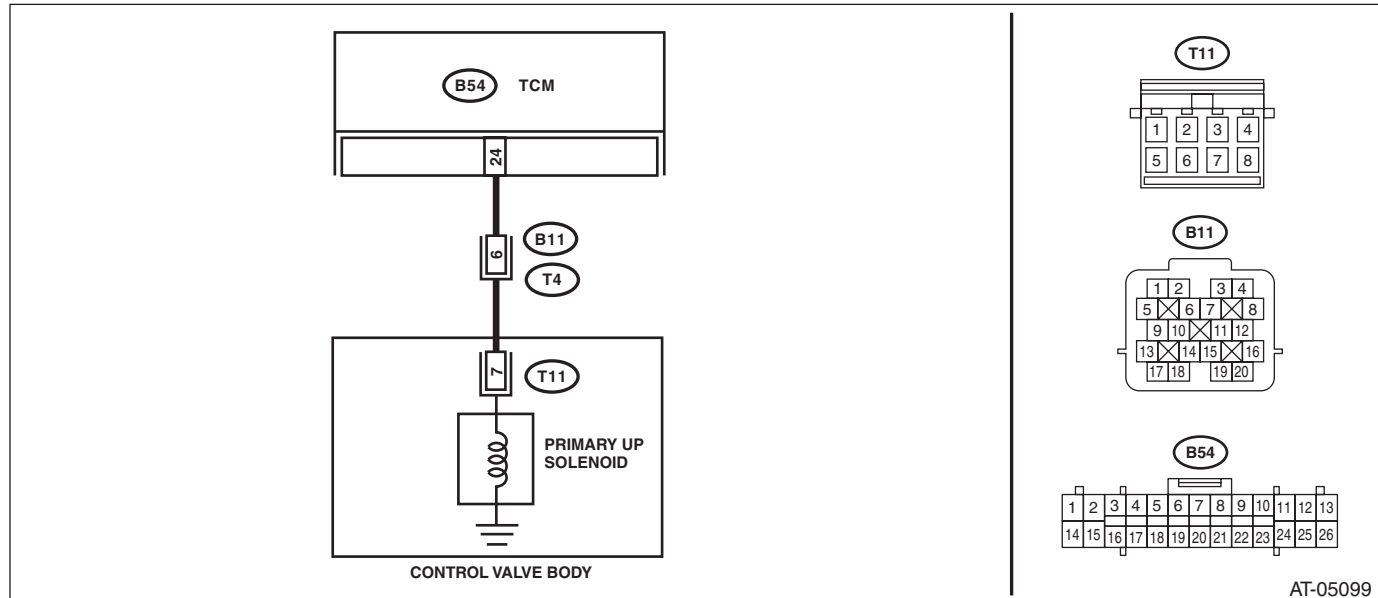 B54 TCM
24
6
B11
T4
7
T11
PRIMARY UP
SOLENOID
CONTROL VALVE BODY
T11
1 2 3 4
5 6 7 8
B11
1 2 3 4
5 6 7 8
9 10 11 12
13 14 15 16
17 18 19 20
B54
1 2 3 4 5 6 7 8 9 10 11 12 13
14 15 16 17 18 19 20 21 22 23 24 25 26
AT-05099